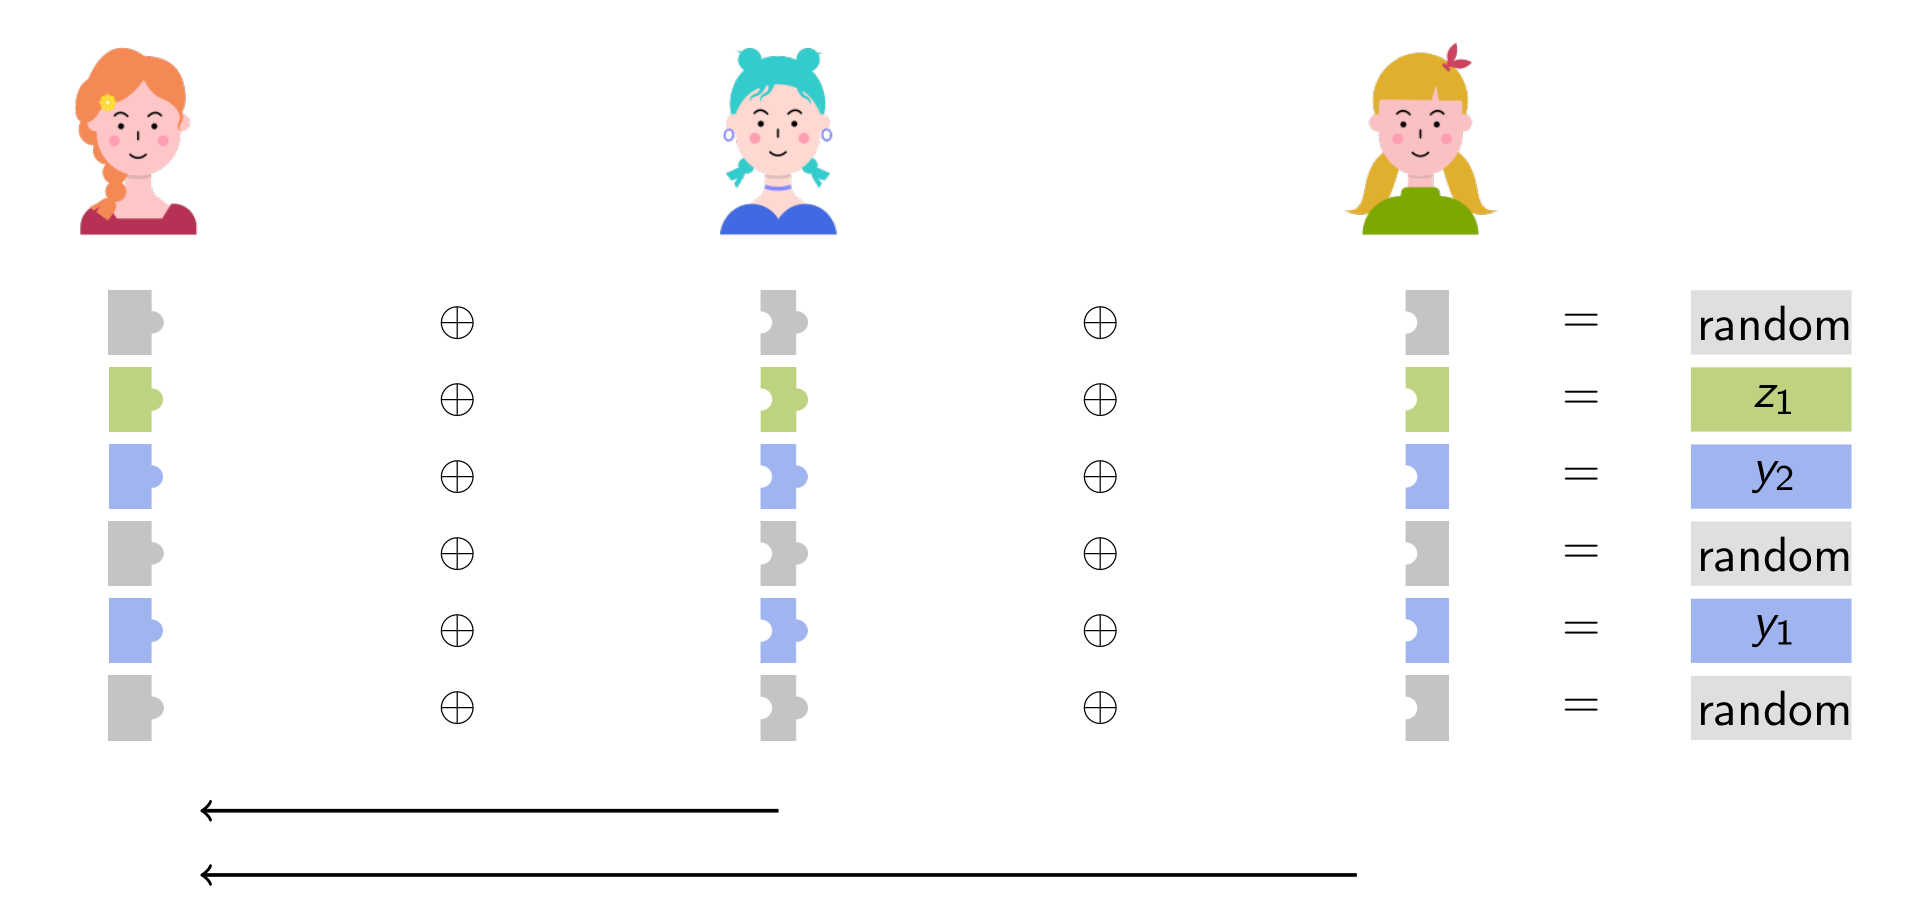 ⊕ ⊕ = random
⊕ ⊕ = z₁
⊕ ⊕ = y₂
⊕ ⊕ = random
⊕ ⊕ = y₁
⊕ ⊕ = random